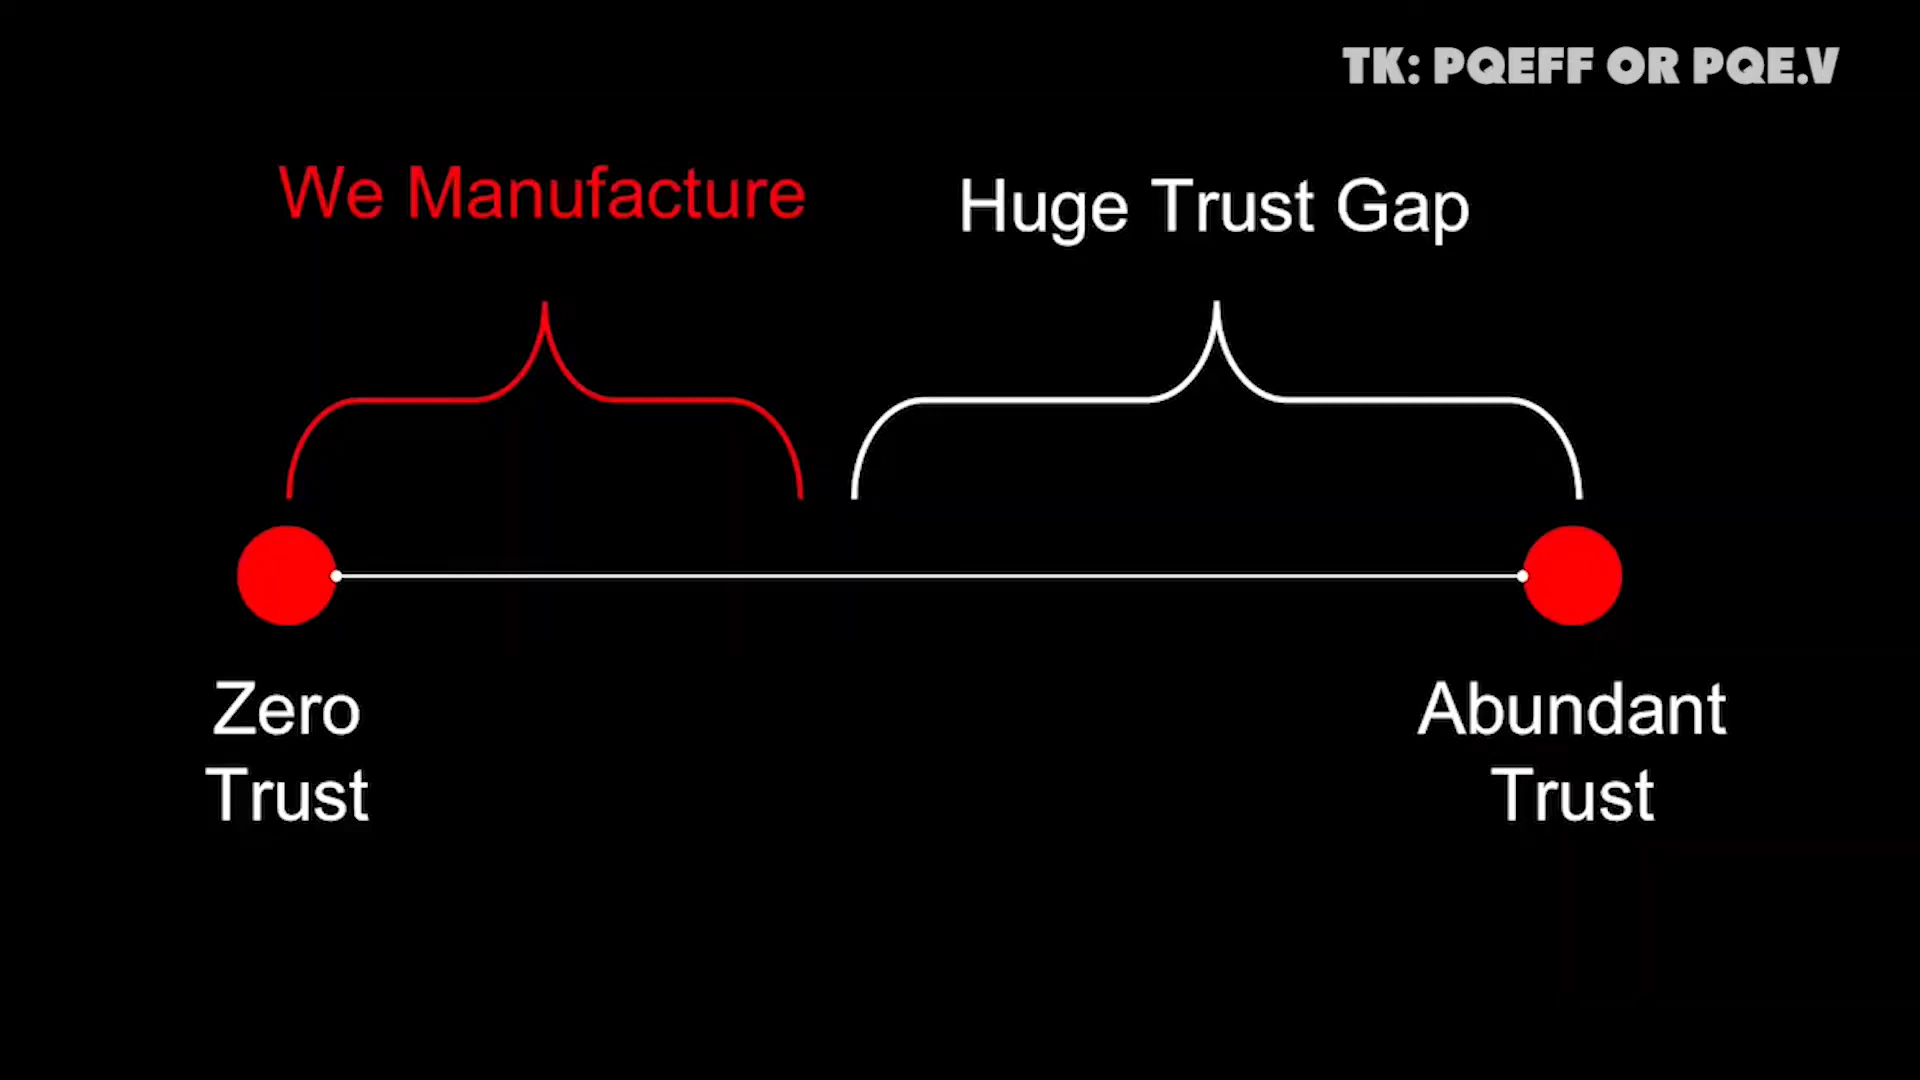 TK: PQEFF OR PQE.V
We Manufacture
Huge Trust Gap
Zero
Trust
Abundant
Trust